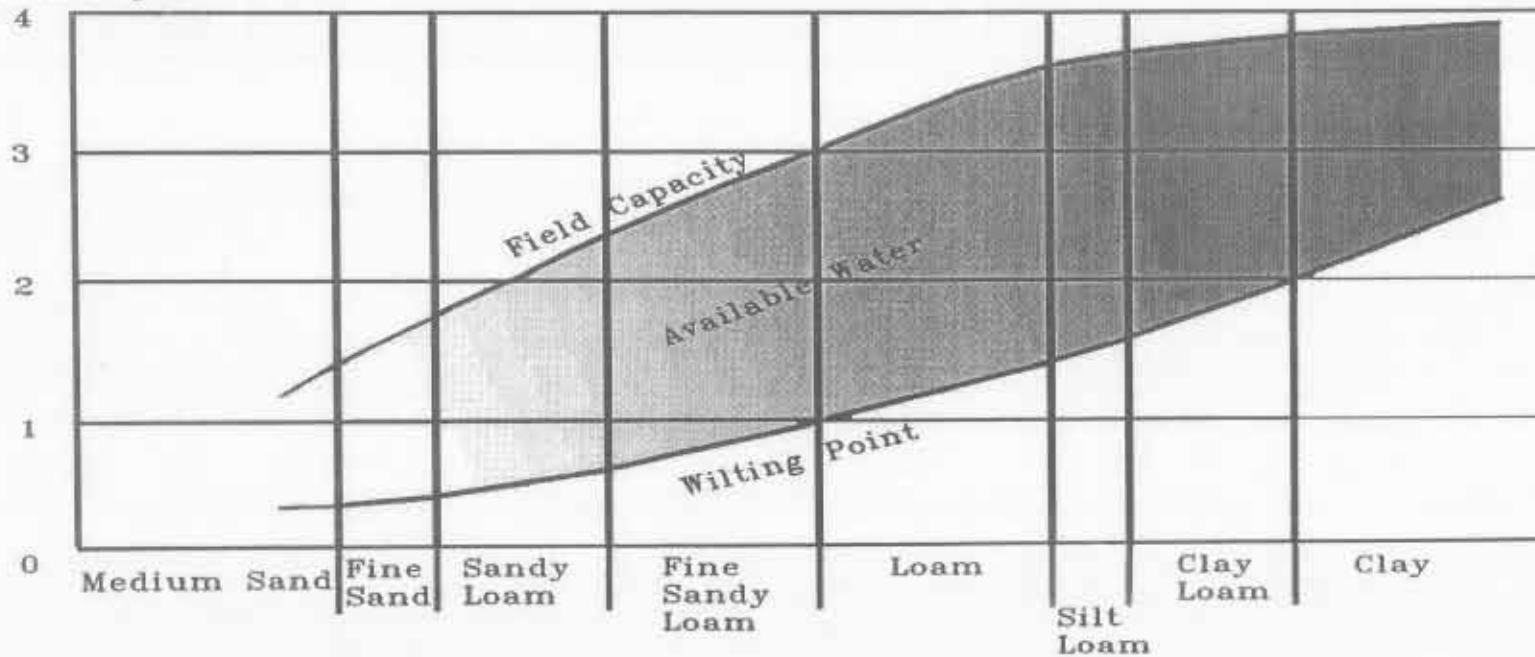 4
3
2
1
0
Field Capacity
Available Water
Wilting Point
Medium Sand
Fine
Sand
Sandy
Loam
Fine
Sandy
Loam
Loam
Silt
Loam
Clay
Loam
Clay